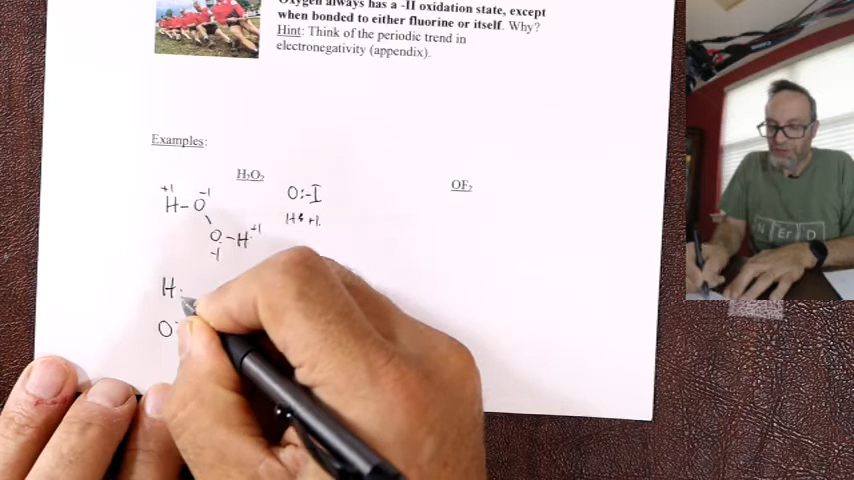 Oxygen always has a -II oxidation state, except
when bonded to either fluorine or itself. Why?
Hint: Think of the periodic trend in
electronegativity (appendix).
Examples:
H₂O₂
OF₂
+1 -1
H-O
O:-I
H: +1.
O-H +1
-1
H:
O:
NErD